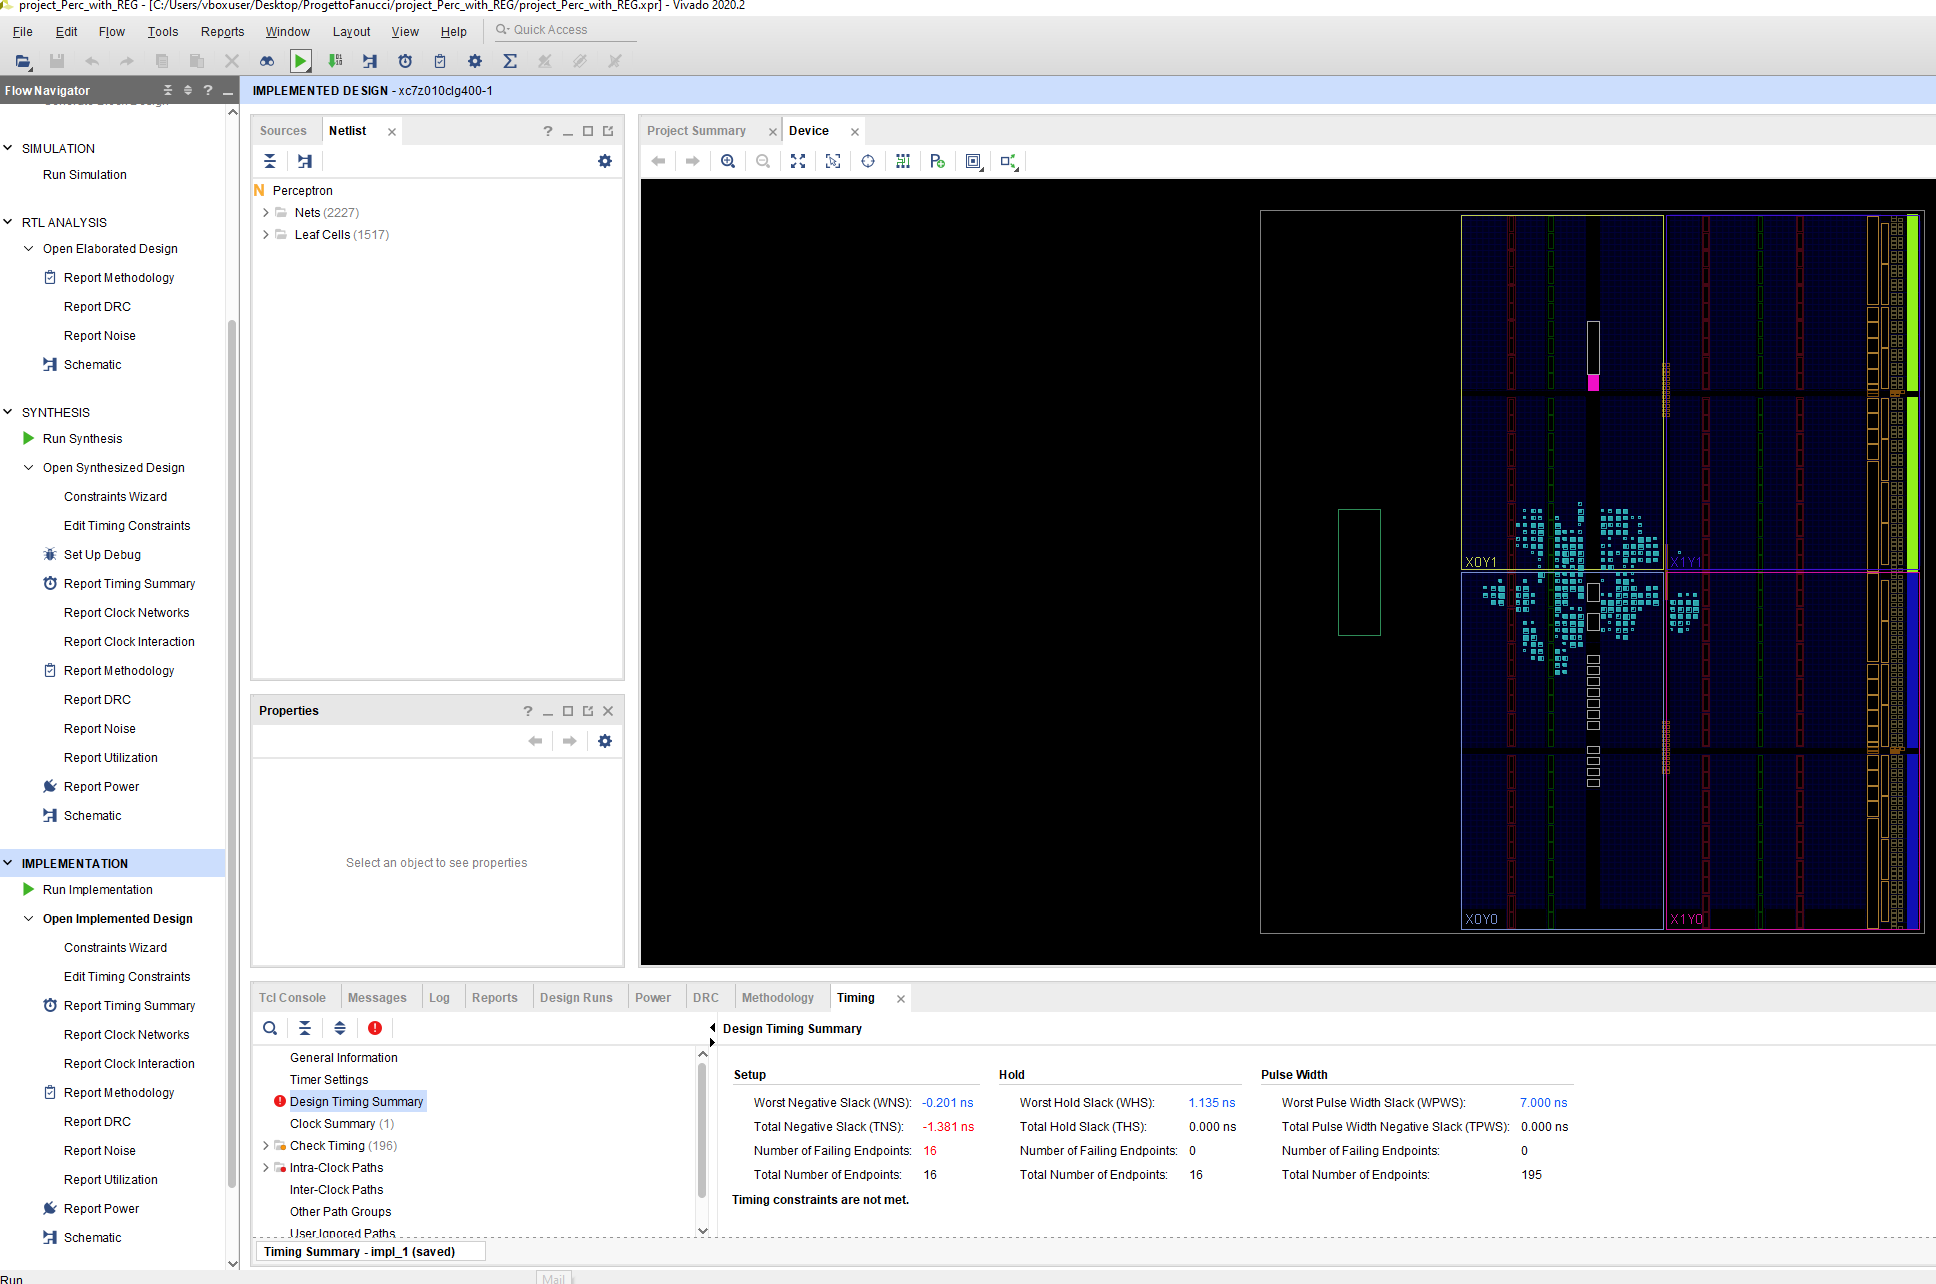 project_Perc_with_REG - [C:/Users/vboxuser/Desktop/ProgettoFanucci/project_Perc_with_REG/project_Perc_with_REG.xpr] - Vivado 2020.2
File Edit Flow Tools Reports Window Layout View Help Quick Access
Flow Navigator
SIMULATION
Run Simulation
RTL ANALYSIS
Open Elaborated Design
Report Methodology
Report DRC
Report Noise
Schematic
SYNTHESIS
Run Synthesis
Open Synthesized Design
Constraints Wizard
Edit Timing Constraints
Set Up Debug
Report Timing Summary
Report Clock Networks
Report Clock Interaction
Report Methodology
Report DRC
Report Noise
Report Utilization
Report Power
Schematic
IMPLEMENTATION
Run Implementation
Open Implemented Design
Constraints Wizard
Edit Timing Constraints
Report Timing Summary
Report Clock Networks
Report Clock Interaction
Report Methodology
Report DRC
Report Noise
Report Utilization
Report Power
Schematic
IMPLEMENTED DESIGN - xc7z010clg400-1
Sources Netlist
N Perceptron
Nets (2227)
Leaf Cells (1517)
Properties
Select an object to see properties
Project Summary Device
X0Y1 X1Y1
X0Y0 X1Y0
Tcl Console Messages Log Reports Design Runs Power DRC Methodology Timing
General Information
Timer Settings
Design Timing Summary
Clock Summary (1)
Check Timing (196)
Intra-Clock Paths
Inter-Clock Paths
Other Path Groups
User Ignored Paths
Design Timing Summary
Setup Hold Pulse Width
Worst Negative Slack (WNS): -0.201 ns Worst Hold Slack (WHS): 1.135 ns Worst Pulse Width Slack (WPWS): 7.000 ns
Total Negative Slack (TNS): -1.381 ns Total Hold Slack (THS): 0.000 ns Total Pulse Width Negative Slack (TPWS): 0.000 ns
Number of Failing Endpoints: 16 Number of Failing Endpoints: 0 Number of Failing Endpoints: 0
Total Number of Endpoints: 16 Total Number of Endpoints: 16 Total Number of Endpoints: 195
Timing constraints are not met.
Timing Summary - impl_1 (saved)
Run Mail